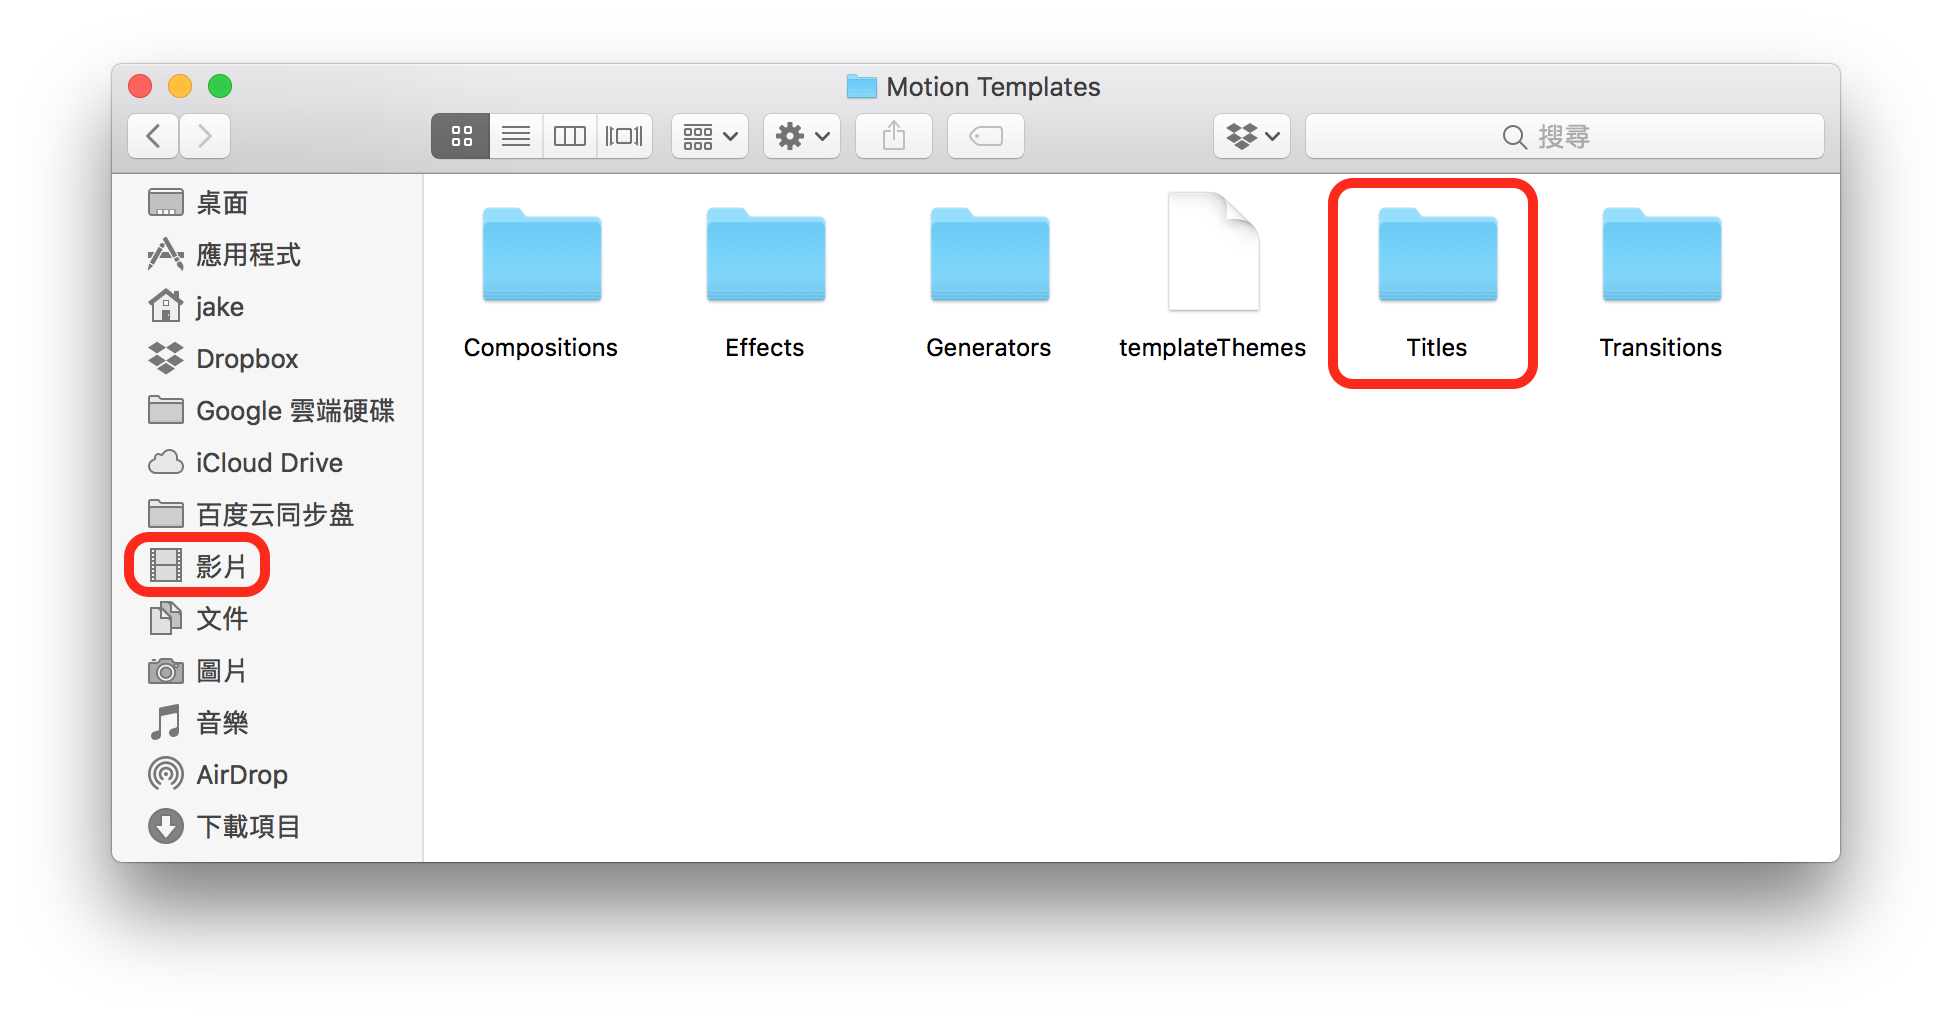 Motion Templates
搜尋
桌面
應用程式
jake
Dropbox
Google 雲端硬碟
iCloud Drive
百度云同步盘
影片
文件
圖片
音樂
AirDrop
下載項目
Compositions
Effects
Generators
templateThemes
Titles
Transitions